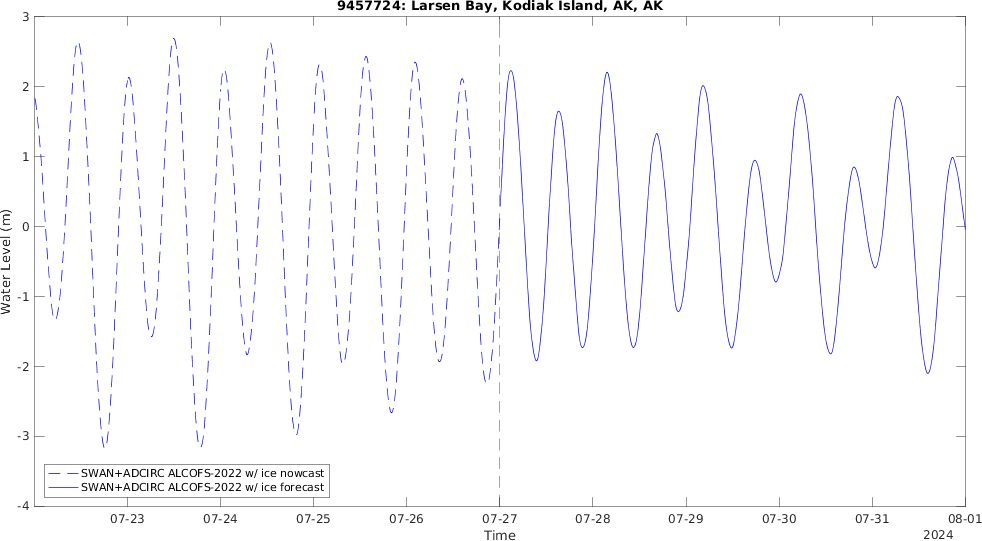 9457724: Larsen Bay, Kodiak Island, AK, AK
Water Level (m)
3
2
1
0
-1
-2
-3
-4
SWAN+ADCIRC ALCOFS-2022 w/ ice nowcast
SWAN+ADCIRC ALCOFS-2022 w/ ice forecast
07-23 07-24 07-25 07-26 07-27 07-28 07-29 07-30 07-31 08-01
Time
2024